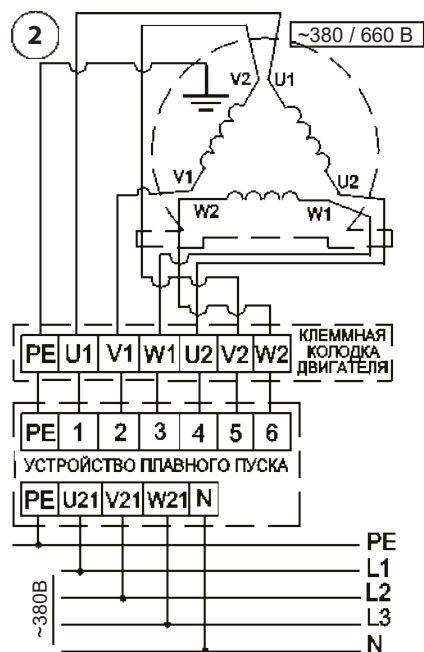 2
~380 / 660 В
V2 U1
V1
U2
W2 W1
PE U1 V1 W1 U2 V2 W2
КЛЕММНАЯ
КОЛОДКА
ДВИГАТЕЛЯ
PE 1 2 3 4 5 6
УСТРОЙСТВО ПЛАВНОГО ПУСКА
PE U21 V21 W21 N
PE
L1
L2
L3
N
~380В